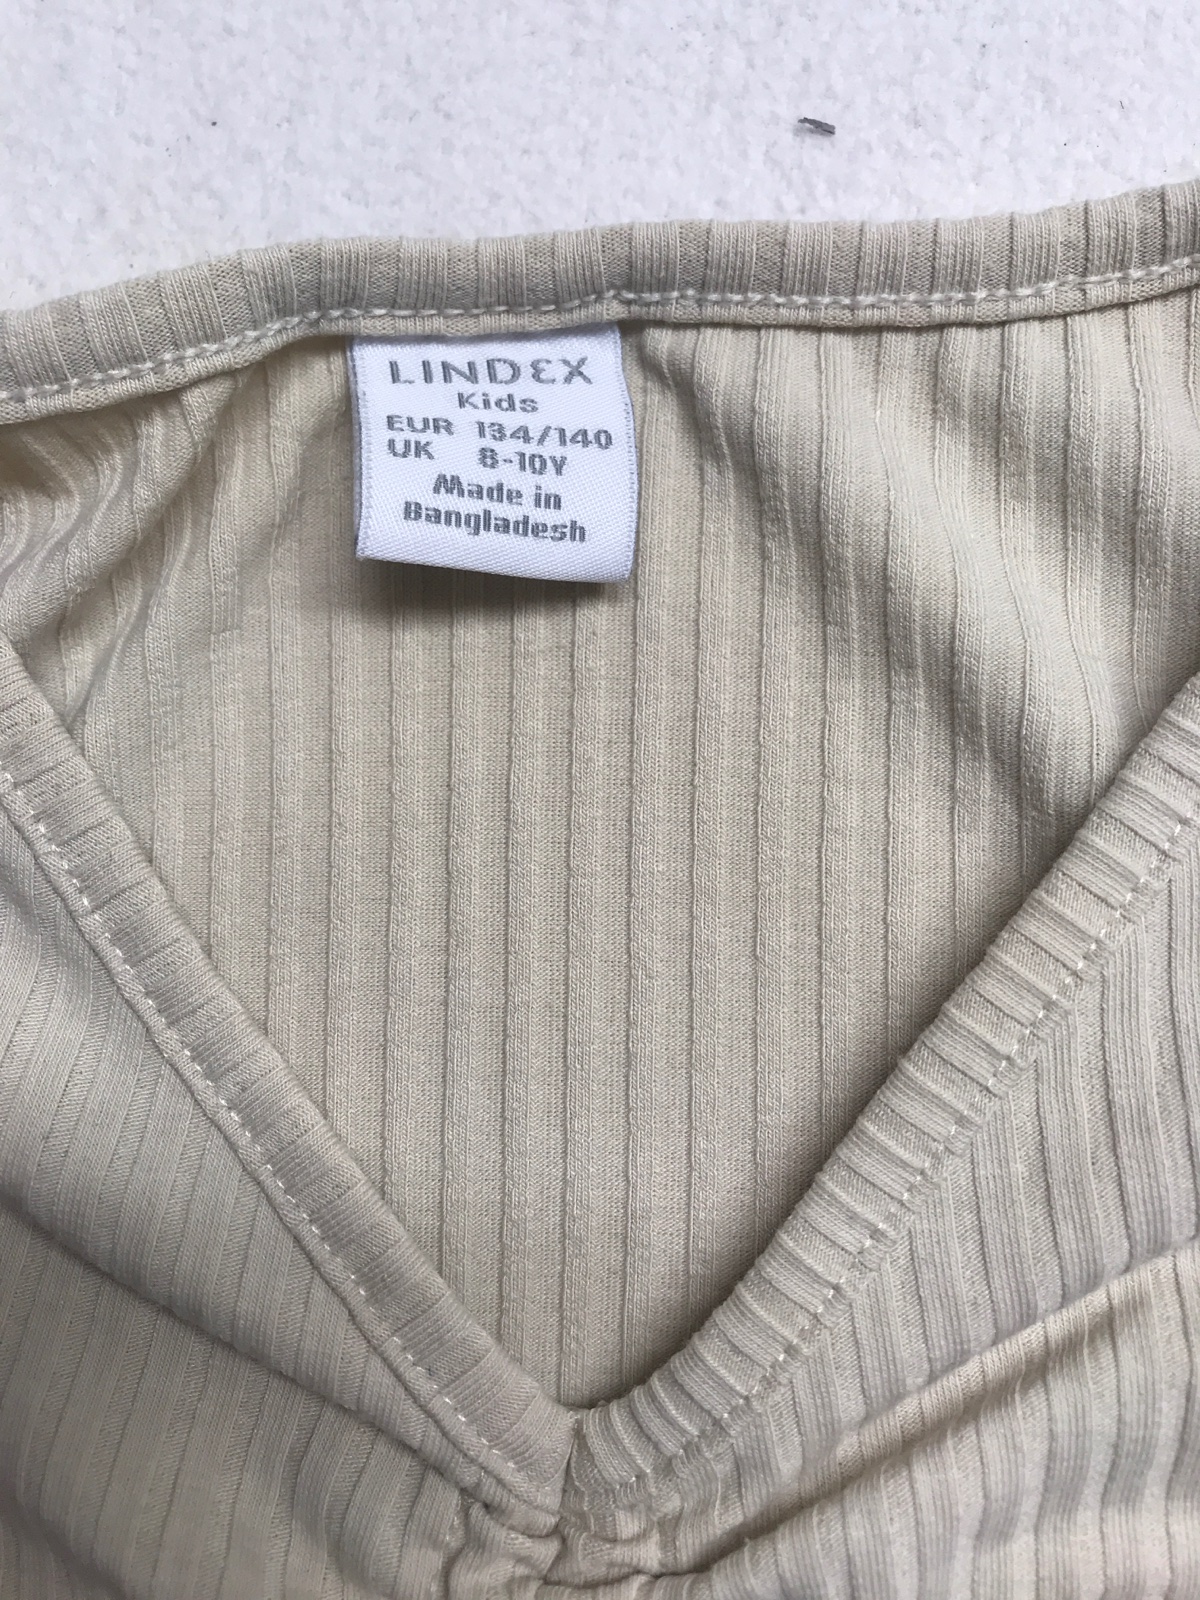 LINDEX
Kids
EUR 134/140
UK 8-10Y
Made in
Bangladesh